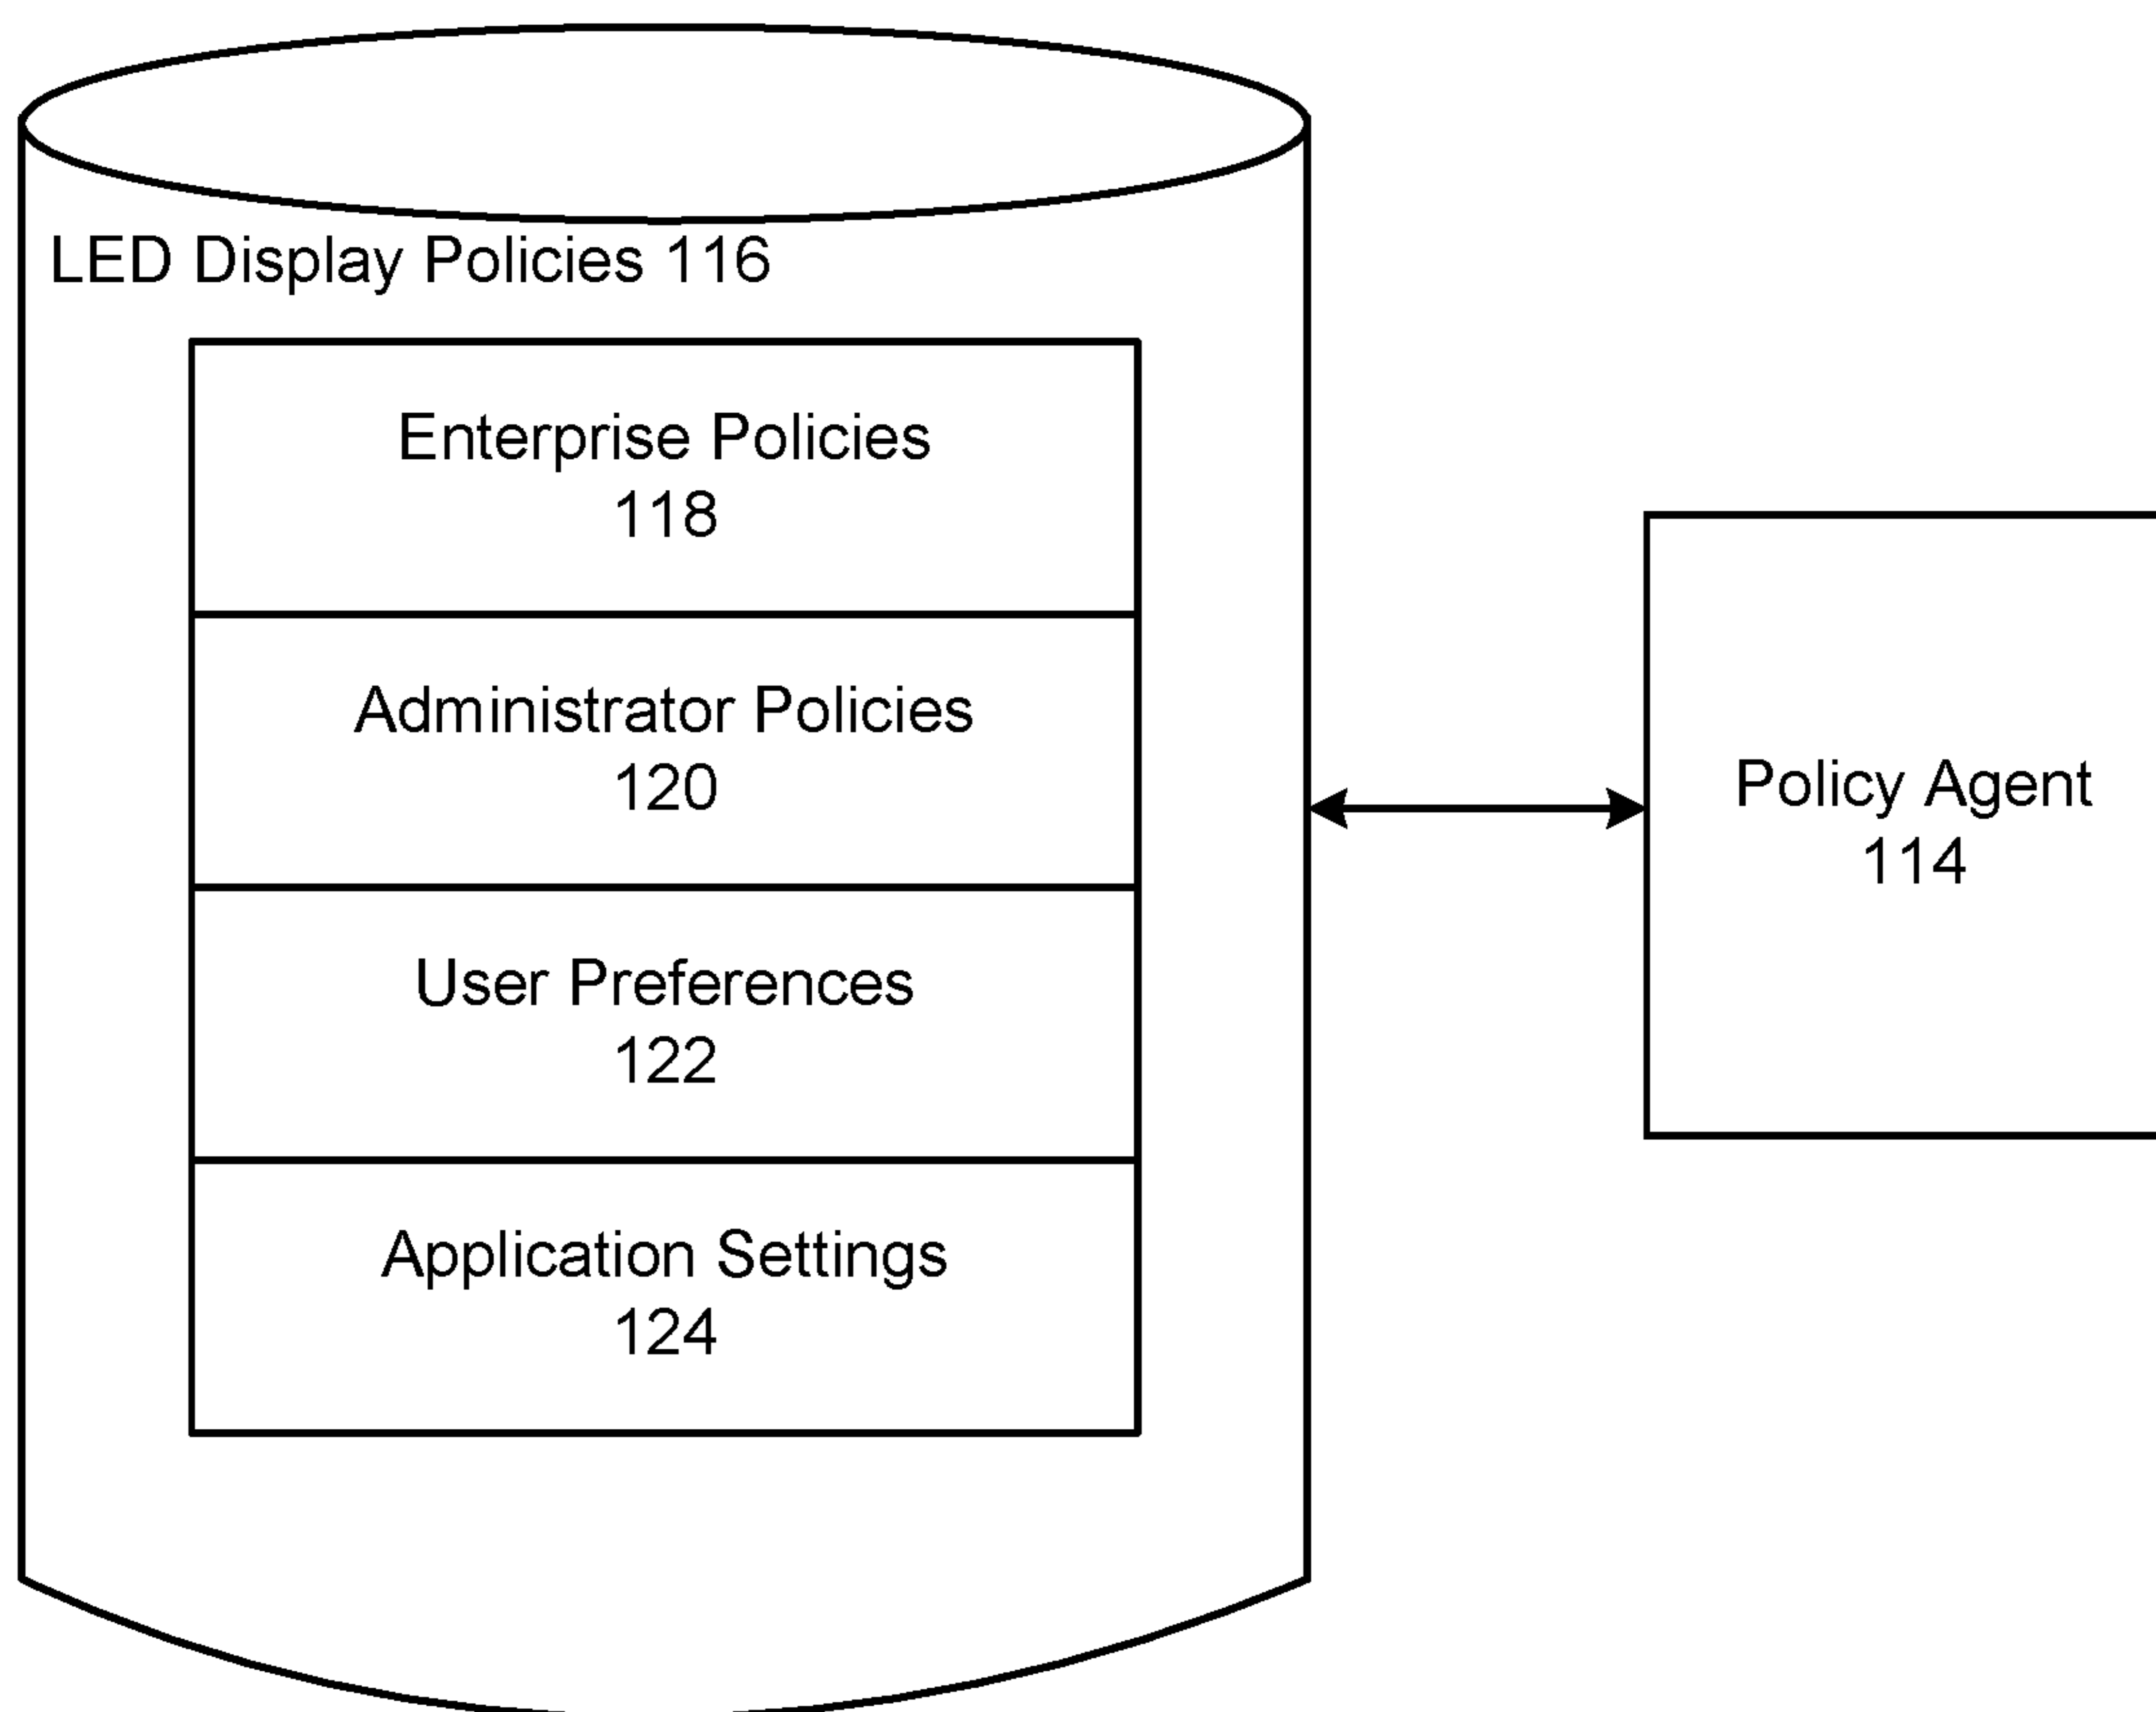 LED Display Policies 116
Enterprise Policies
118
Administrator Policies
120
User Preferences
122
Application Settings
124
Policy Agent
114